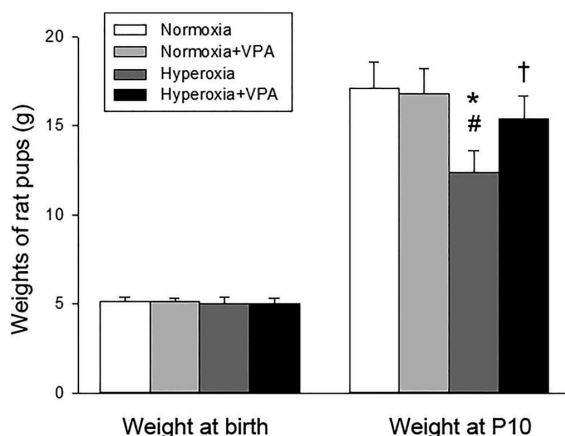 Normoxia
Normoxia+VPA
Hyperoxia
Hyperoxia+VPA
Weights of rat pups (g)
20
15
10
5
0
*
#
†
Weight at birth
Weight at P10